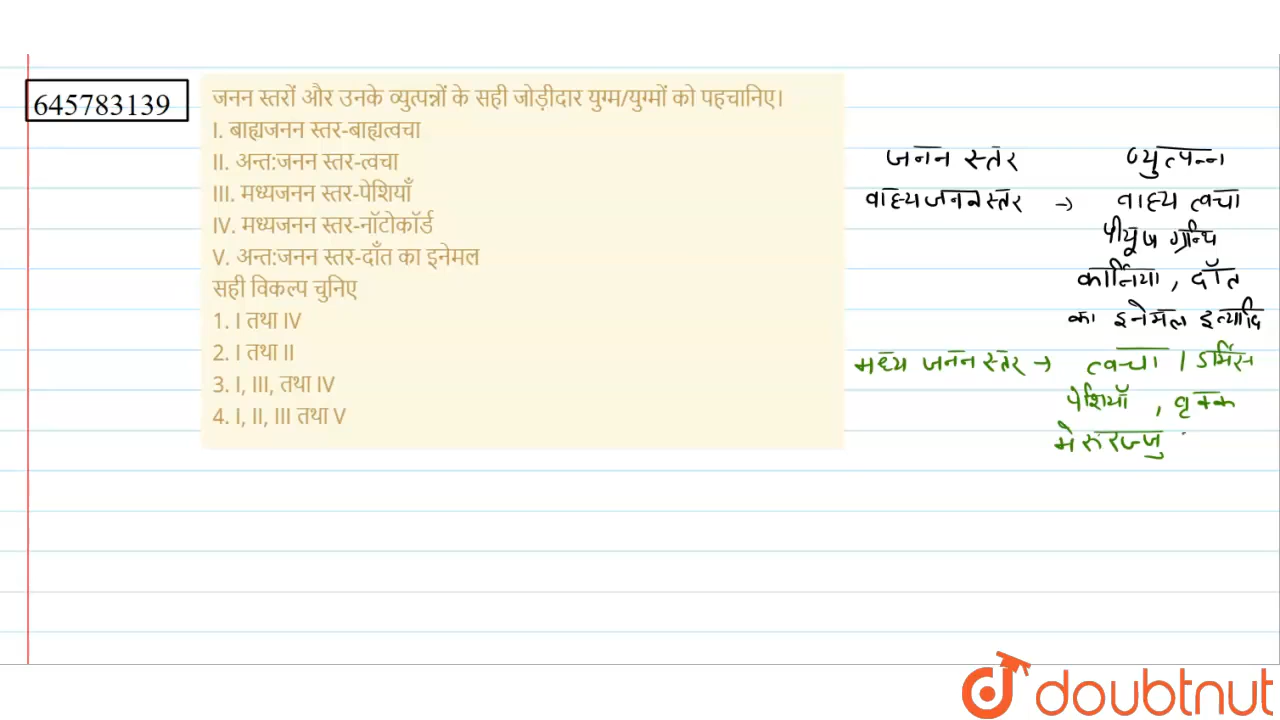 645783139
जनन स्तरों और उनके व्युत्पन्नों के सही जोड़ीदार युग्म/युग्मों को पहचानिए।
I. बाह्यजनन स्तर-बाह्यत्वचा
II. अन्त:जनन स्तर-त्वचा
III. मध्यजनन स्तर-पेशियाँ
IV. मध्यजनन स्तर-नॉटोकॉर्ड
V. अन्त:जनन स्तर-दाँत का इनेमल
सही विकल्प चुनिए
1. I तथा IV
2. I तथा II
3. I, III, तथा IV
4. I, II, III तथा V
जनन स्तर व्युत्पन्न
वाह्यजननस्तर → वाह्य त्वचा
पीयूष ग्रन्थि
कॉर्निया, दाँत
का इनेमल इत्यादि
मध्य जननस्तर → त्वचा । डर्मिस
पेशियाँ, वृक्क
मेरुरज्जु
doubtnut